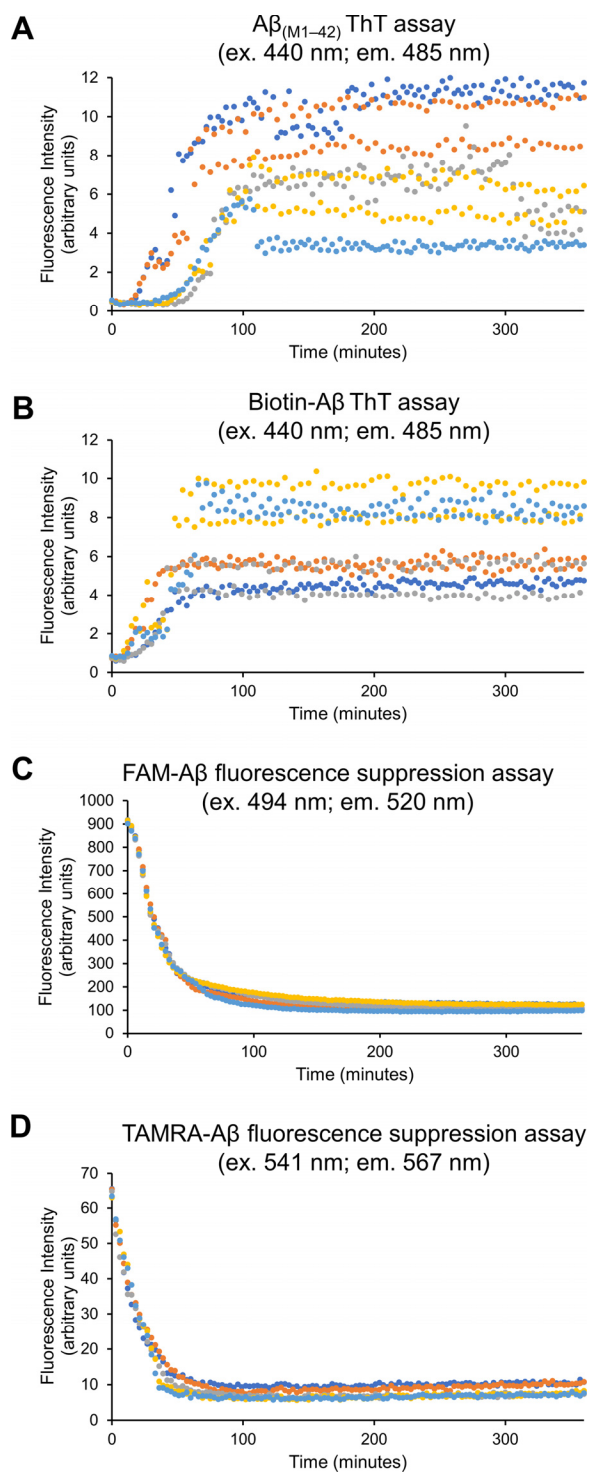 A
Aβ(M1–42) ThT assay
(ex. 440 nm; em. 485 nm)
Fluorescence Intensity
(arbitrary units)
12
10
8
6
4
2
0
0 100 200 300
Time (minutes)
B
Biotin-Aβ ThT assay
(ex. 440 nm; em. 485 nm)
Fluorescence Intensity
(arbitrary units)
12
10
8
6
4
2
0
0 100 200 300
Time (minutes)
C
FAM-Aβ fluorescence suppression assay
(ex. 494 nm; em. 520 nm)
Fluorescence Intensity
(arbitrary units)
1000
900
800
700
600
500
400
300
200
100
0
0 100 200 300
Time (minutes)
D
TAMRA-Aβ fluorescence suppression assay
(ex. 541 nm; em. 567 nm)
Fluorescence Intensity
(arbitrary units)
70
60
50
40
30
20
10
0
0 100 200 300
Time (minutes)